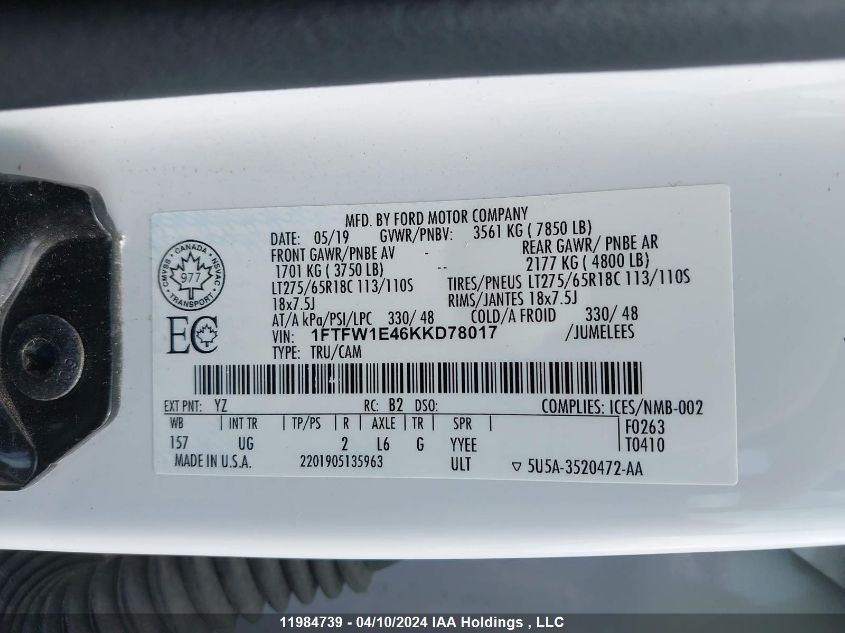 MFD. BY FORD MOTOR COMPANY
DATE: 05/19 GVWR/PNBV: 3561 KG ( 7850 LB)
FRONT GAWR/PNBE AV REAR GAWR/ PNBE AR
1701 KG ( 3750 LB) -- 2177 KG ( 4800 LB)
LT275/65R18C 113/110S TIRES/PNEUS LT275/65R18C 113/110S
18x7.5J RIMS/JANTES 18x7.5J
AT/A kPa/PSI/LPC 330/ 48 COLD/A FROID 330/ 48
VIN: 1FTFW1E46KKD78017 /JUMELEES
TYPE: TRU/CAM
CANADA
CMVSS NSVAC
977
TRANSPORT
EC
EXT PNT: YZ RC: B2 DSO: COMPLIES: ICES/NMB-002
WB INT TR TP/PS R AXLE TR SPR F0263
157 UG 2 L6 G YYEE T0410
MADE IN U.S.A. 2201905135963 ULT ▽ 5U5A-3520472-AA
11984739 - 04/10/2024 IAA Holdings , LLC